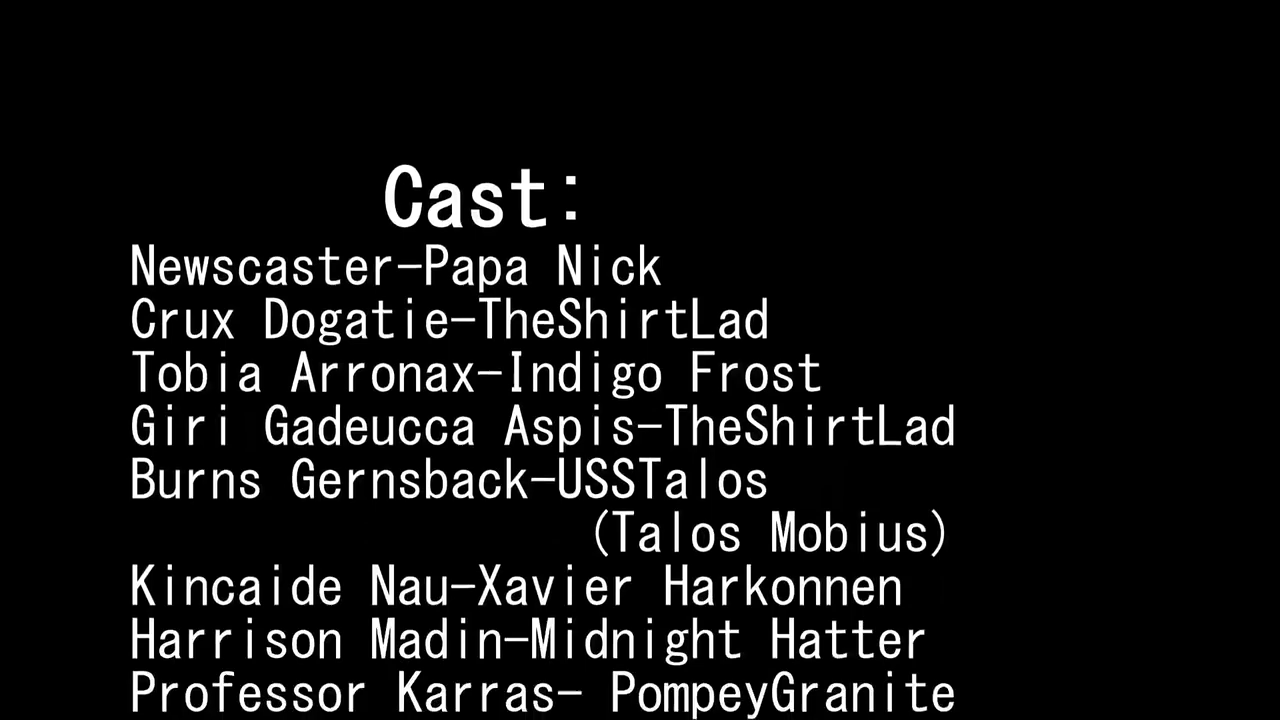 Cast:
Newscaster-Papa Nick
Crux Dogatie-TheShirtLad
Tobia Arronax-Indigo Frost
Giri Gadeucca Aspis-TheShirtLad
Burns Gernsback-USSTalos
(Talos Mobius)
Kincaide Nau-Xavier Harkonnen
Harrison Madin-Midnight Hatter
Professor Karras- PompeyGranite